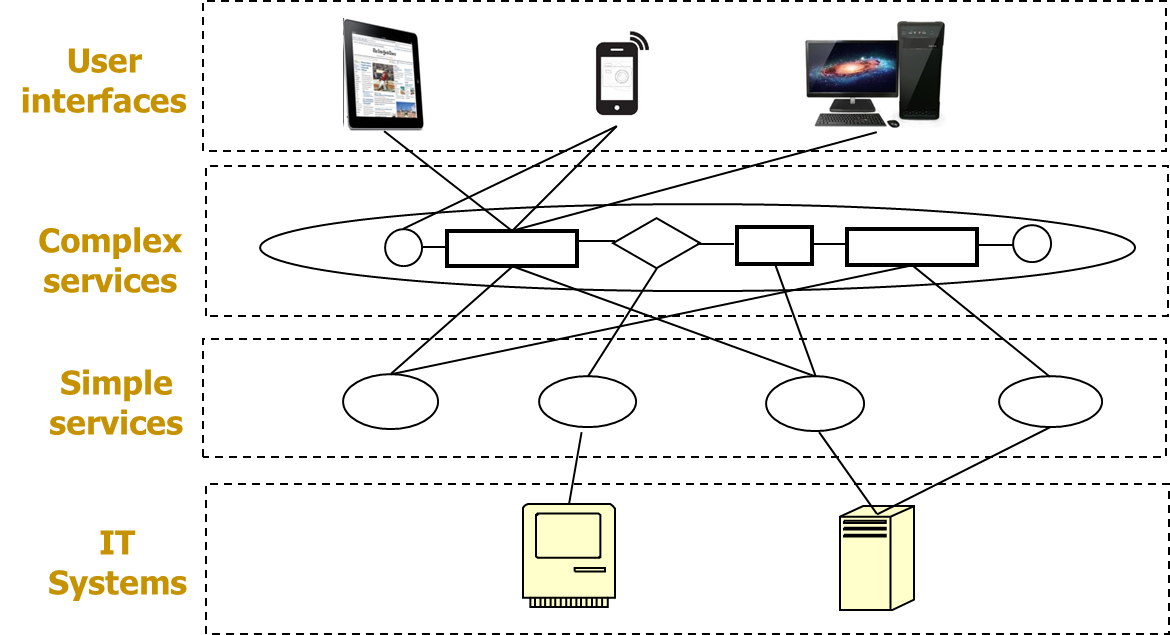 User
interfaces
Complex
services
Simple
services
IT
Systems